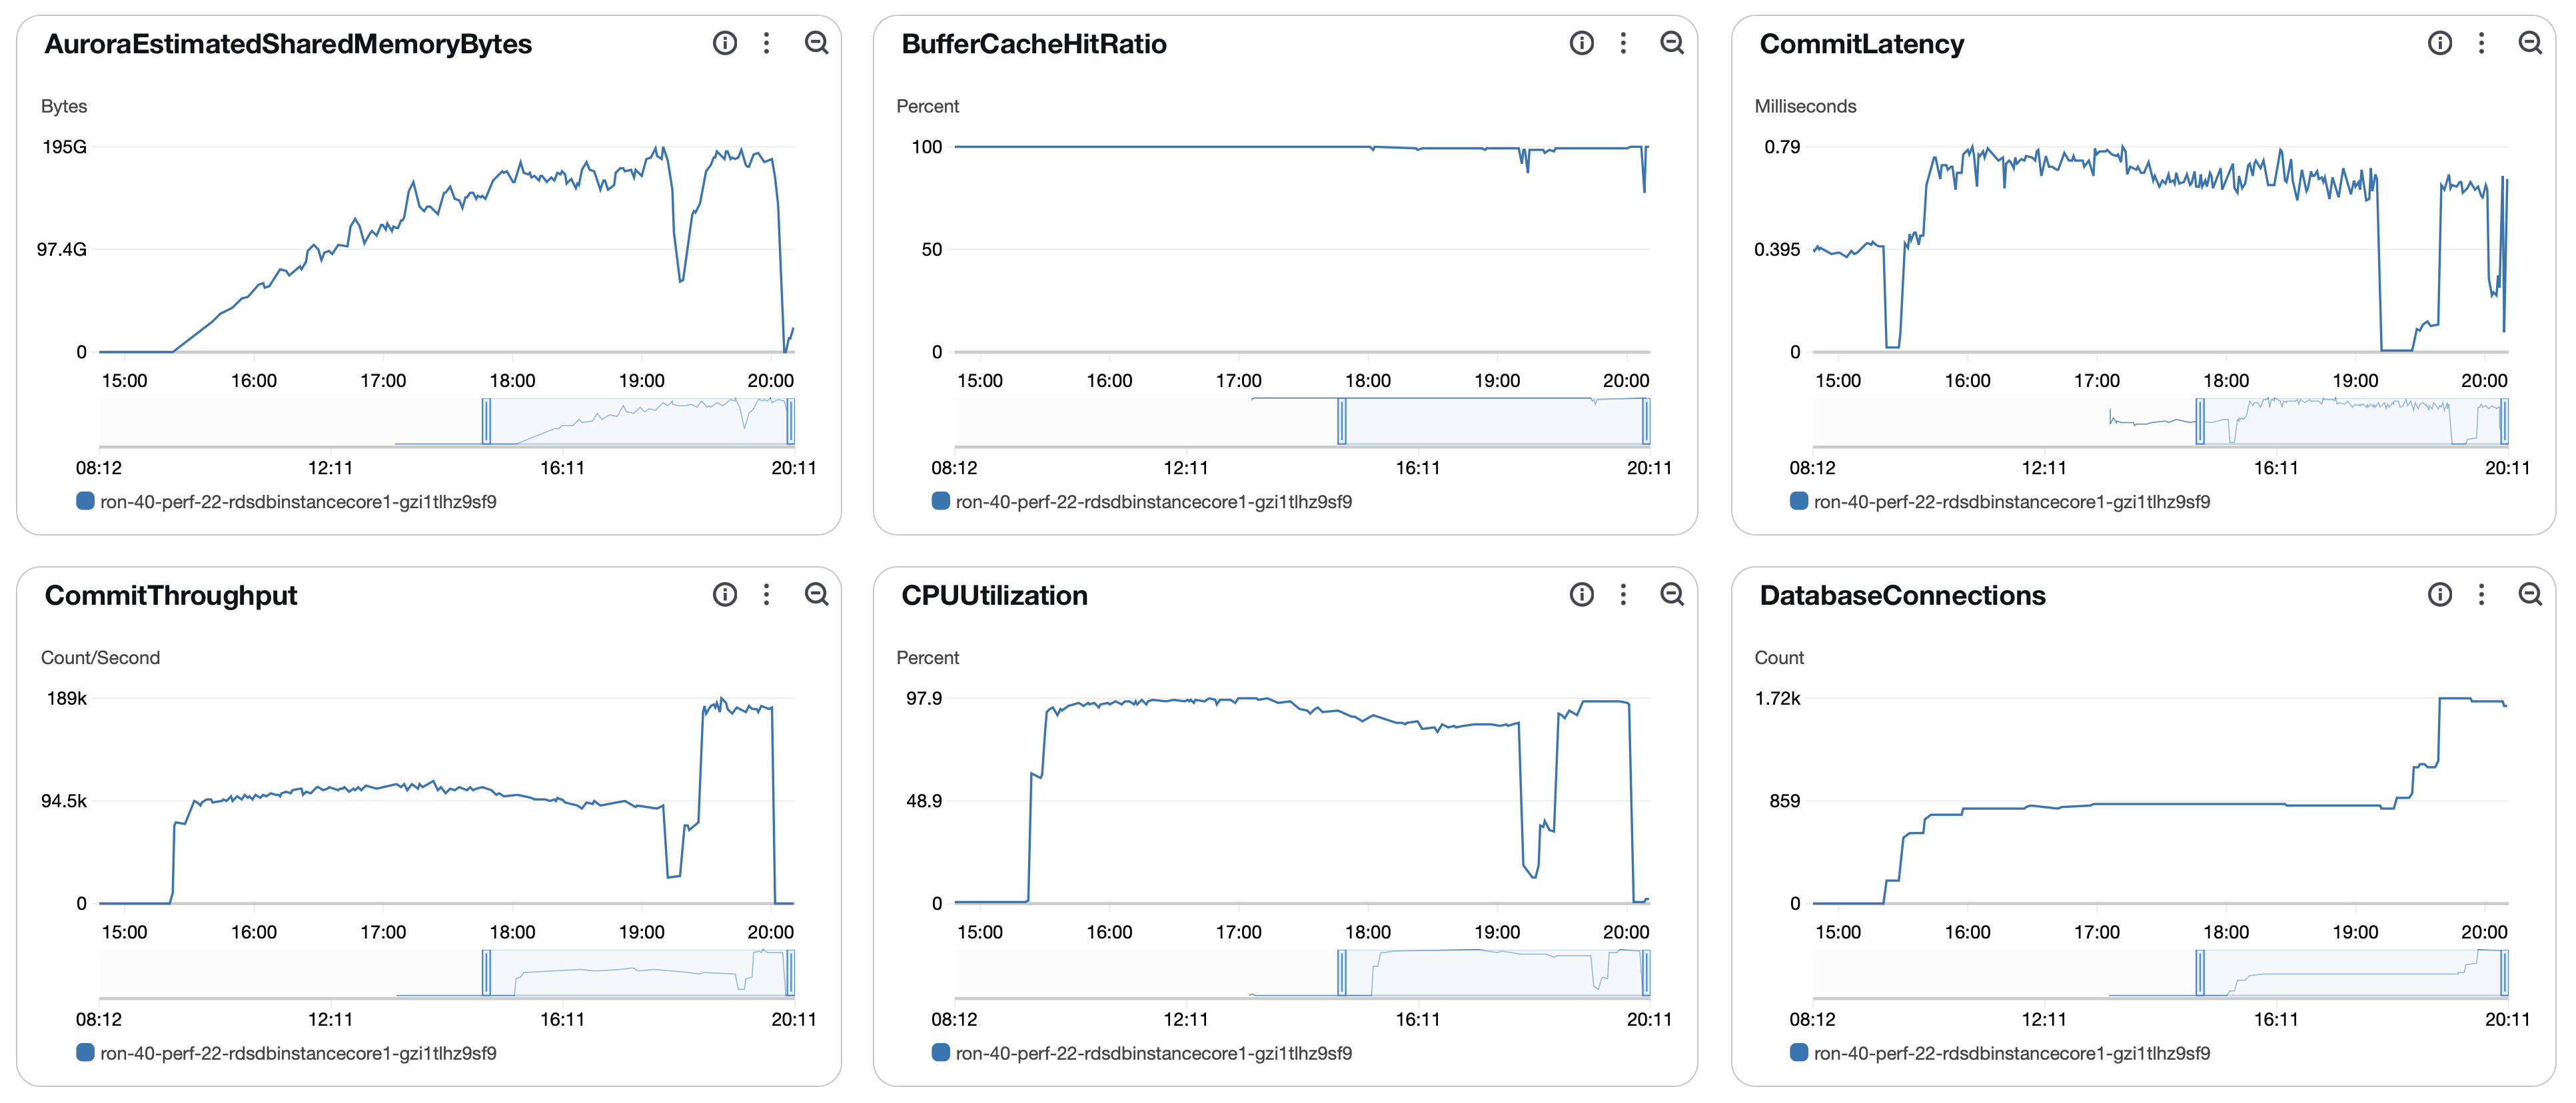 AuroraEstimatedSharedMemoryBytes
Bytes
195G
97.4G
0
15:00 16:00 17:00 18:00 19:00 20:00
08:12 12:11 16:11 20:11
ron-40-perf-22-rdsdbinstancecore1-gzi1tlhz9sf9
BufferCacheHitRatio
Percent
100
50
0
15:00 16:00 17:00 18:00 19:00 20:00
08:12 12:11 16:11 20:11
ron-40-perf-22-rdsdbinstancecore1-gzi1tlhz9sf9
CommitLatency
Milliseconds
0.79
0.395
0
15:00 16:00 17:00 18:00 19:00 20:00
08:12 12:11 16:11 20:11
ron-40-perf-22-rdsdbinstancecore1-gzi1tlhz9sf9
CommitThroughput
Count/Second
189k
94.5k
0
15:00 16:00 17:00 18:00 19:00 20:00
08:12 12:11 16:11 20:11
ron-40-perf-22-rdsdbinstancecore1-gzi1tlhz9sf9
CPUUtilization
Percent
97.9
48.9
0
15:00 16:00 17:00 18:00 19:00 20:00
08:12 12:11 16:11 20:11
ron-40-perf-22-rdsdbinstancecore1-gzi1tlhz9sf9
DatabaseConnections
Count
1.72k
859
0
15:00 16:00 17:00 18:00 19:00 20:00
08:12 12:11 16:11 20:11
ron-40-perf-22-rdsdbinstancecore1-gzi1tlhz9sf9